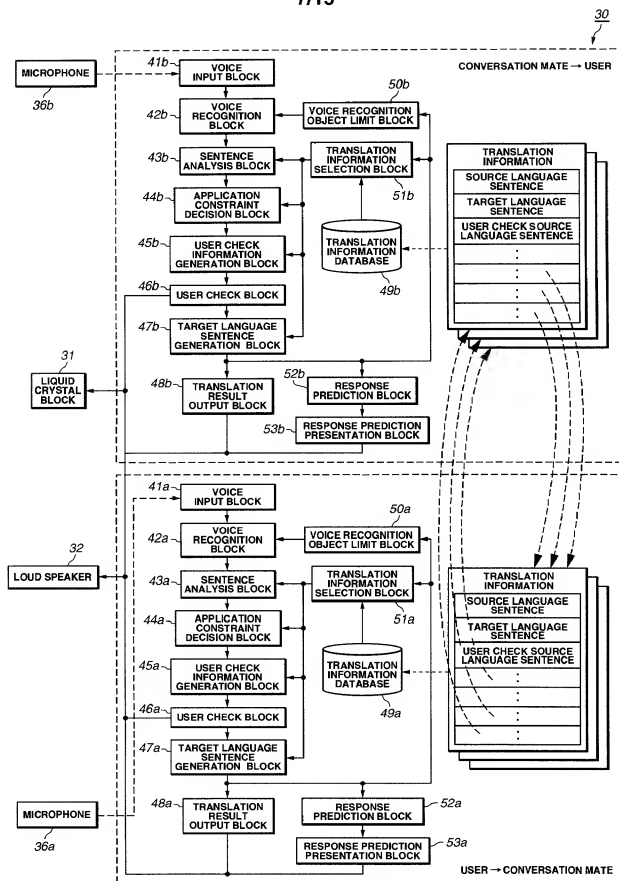 7/15
30
CONVERSATION MATE → USER
MICROPHONE
36b
41b
VOICE
INPUT BLOCK
42b
VOICE
RECOGNITION
BLOCK
50b
VOICE RECOGNITION
OBJECT LIMIT BLOCK
43b
SENTENCE
ANALYSIS BLOCK
TRANSLATION
INFORMATION
SELECTION BLOCK
51b
44b
APPLICATION
CONSTRAINT
DECISION BLOCK
45b
USER CHECK
INFORMATION
GENERATION BLOCK
TRANSLATION
INFORMATION
DATABASE
49b
46b
USER CHECK BLOCK
47b
TARGET LANGUAGE
SENTENCE
GENERATION BLOCK
TRANSLATION
INFORMATION
SOURCE LANGUAGE
SENTENCE
TARGET LANGUAGE
SENTENCE
USER CHECK SOURCE
LANGUAGE SENTENCE
31
LIQUID
CRYSTAL
BLOCK
48b
TRANSLATION
RESULT
OUTPUT BLOCK
52b
RESPONSE
PREDICTION BLOCK
53b
RESPONSE PREDICTION
PRESENTATION BLOCK
32
LOUD SPEAKER
41a
VOICE
INPUT BLOCK
42a
VOICE
RECOGNITION
BLOCK
50a
VOICE RECOGNITION
OBJECT LIMIT BLOCK
43a
SENTENCE
ANALYSIS BLOCK
TRANSLATION
INFORMATION
SELECTION BLOCK
51a
44a
APPLICATION
CONSTRAINT
DECISION BLOCK
45a
USER CHECK
INFORMATION
GENERATION BLOCK
TRANSLATION
INFORMATION
DATABASE
49a
46a
USER CHECK BLOCK
47a
TARGET LANGUAGE
SENTENCE
GENERATION BLOCK
TRANSLATION
INFORMATION
SOURCE LANGUAGE
SENTENCE
TARGET LANGUAGE
SENTENCE
USER CHECK SOURCE
LANGUAGE SENTENCE
MICROPHONE
36a
48a
TRANSLATION
RESULT
OUTPUT BLOCK
RESPONSE
PREDICTION BLOCK
52a
RESPONSE PREDICTION
PRESENTATION BLOCK
53a
USER → CONVERSATION MATE